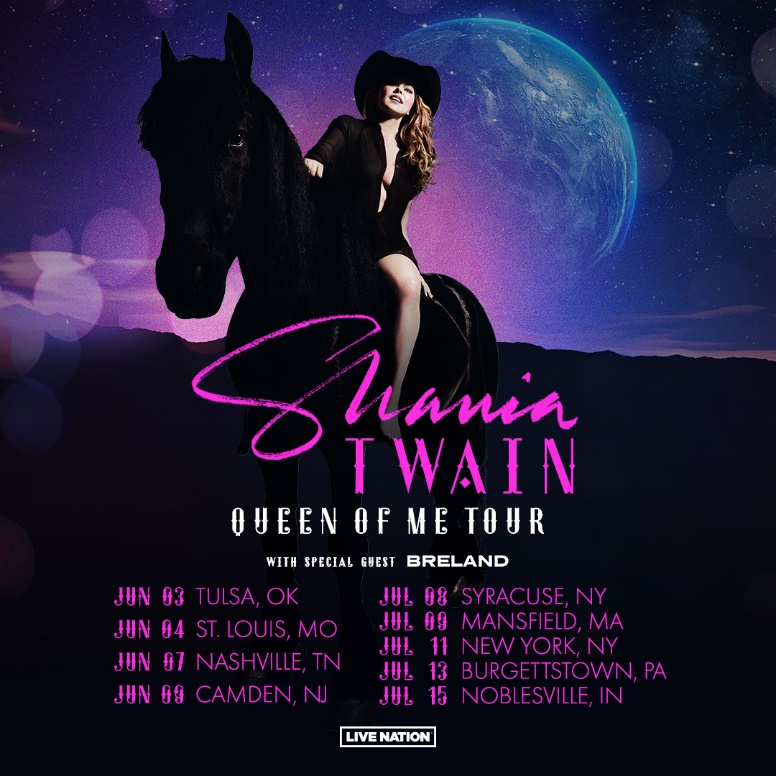 Shania
TWAIN
QUEEN OF ME TOUR
WITH SPECIAL GUEST BRELAND
JUN 03 TULSA, OK
JUN 04 ST. LOUIS, MO
JUN 07 NASHVILLE, TN
JUN 09 CAMDEN, NJ
JUL 08 SYRACUSE, NY
JUL 09 MANSFIELD, MA
JUL 11 NEW YORK, NY
JUL 13 BURGETTSTOWN, PA
JUL 15 NOBLESVILLE, IN
LIVE NATION